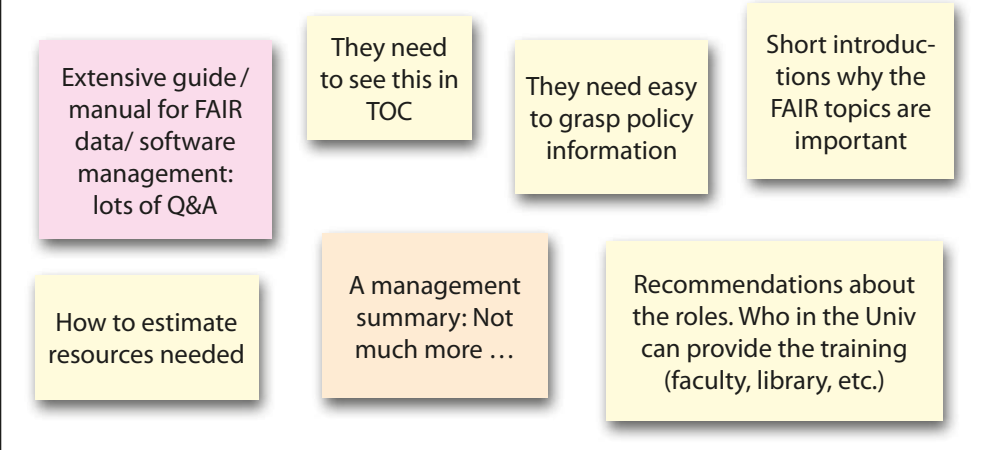 Extensive guide /
manual for FAIR
data/ software
management:
lots of Q&A
They need
to see this in
TOC
They need easy
to grasp policy
information
Short introduc-
tions why the
FAIR topics are
important
How to estimate
resources needed
A management
summary: Not
much more …
Recommendations about
the roles. Who in the Univ
can provide the training
(faculty, library, etc.)